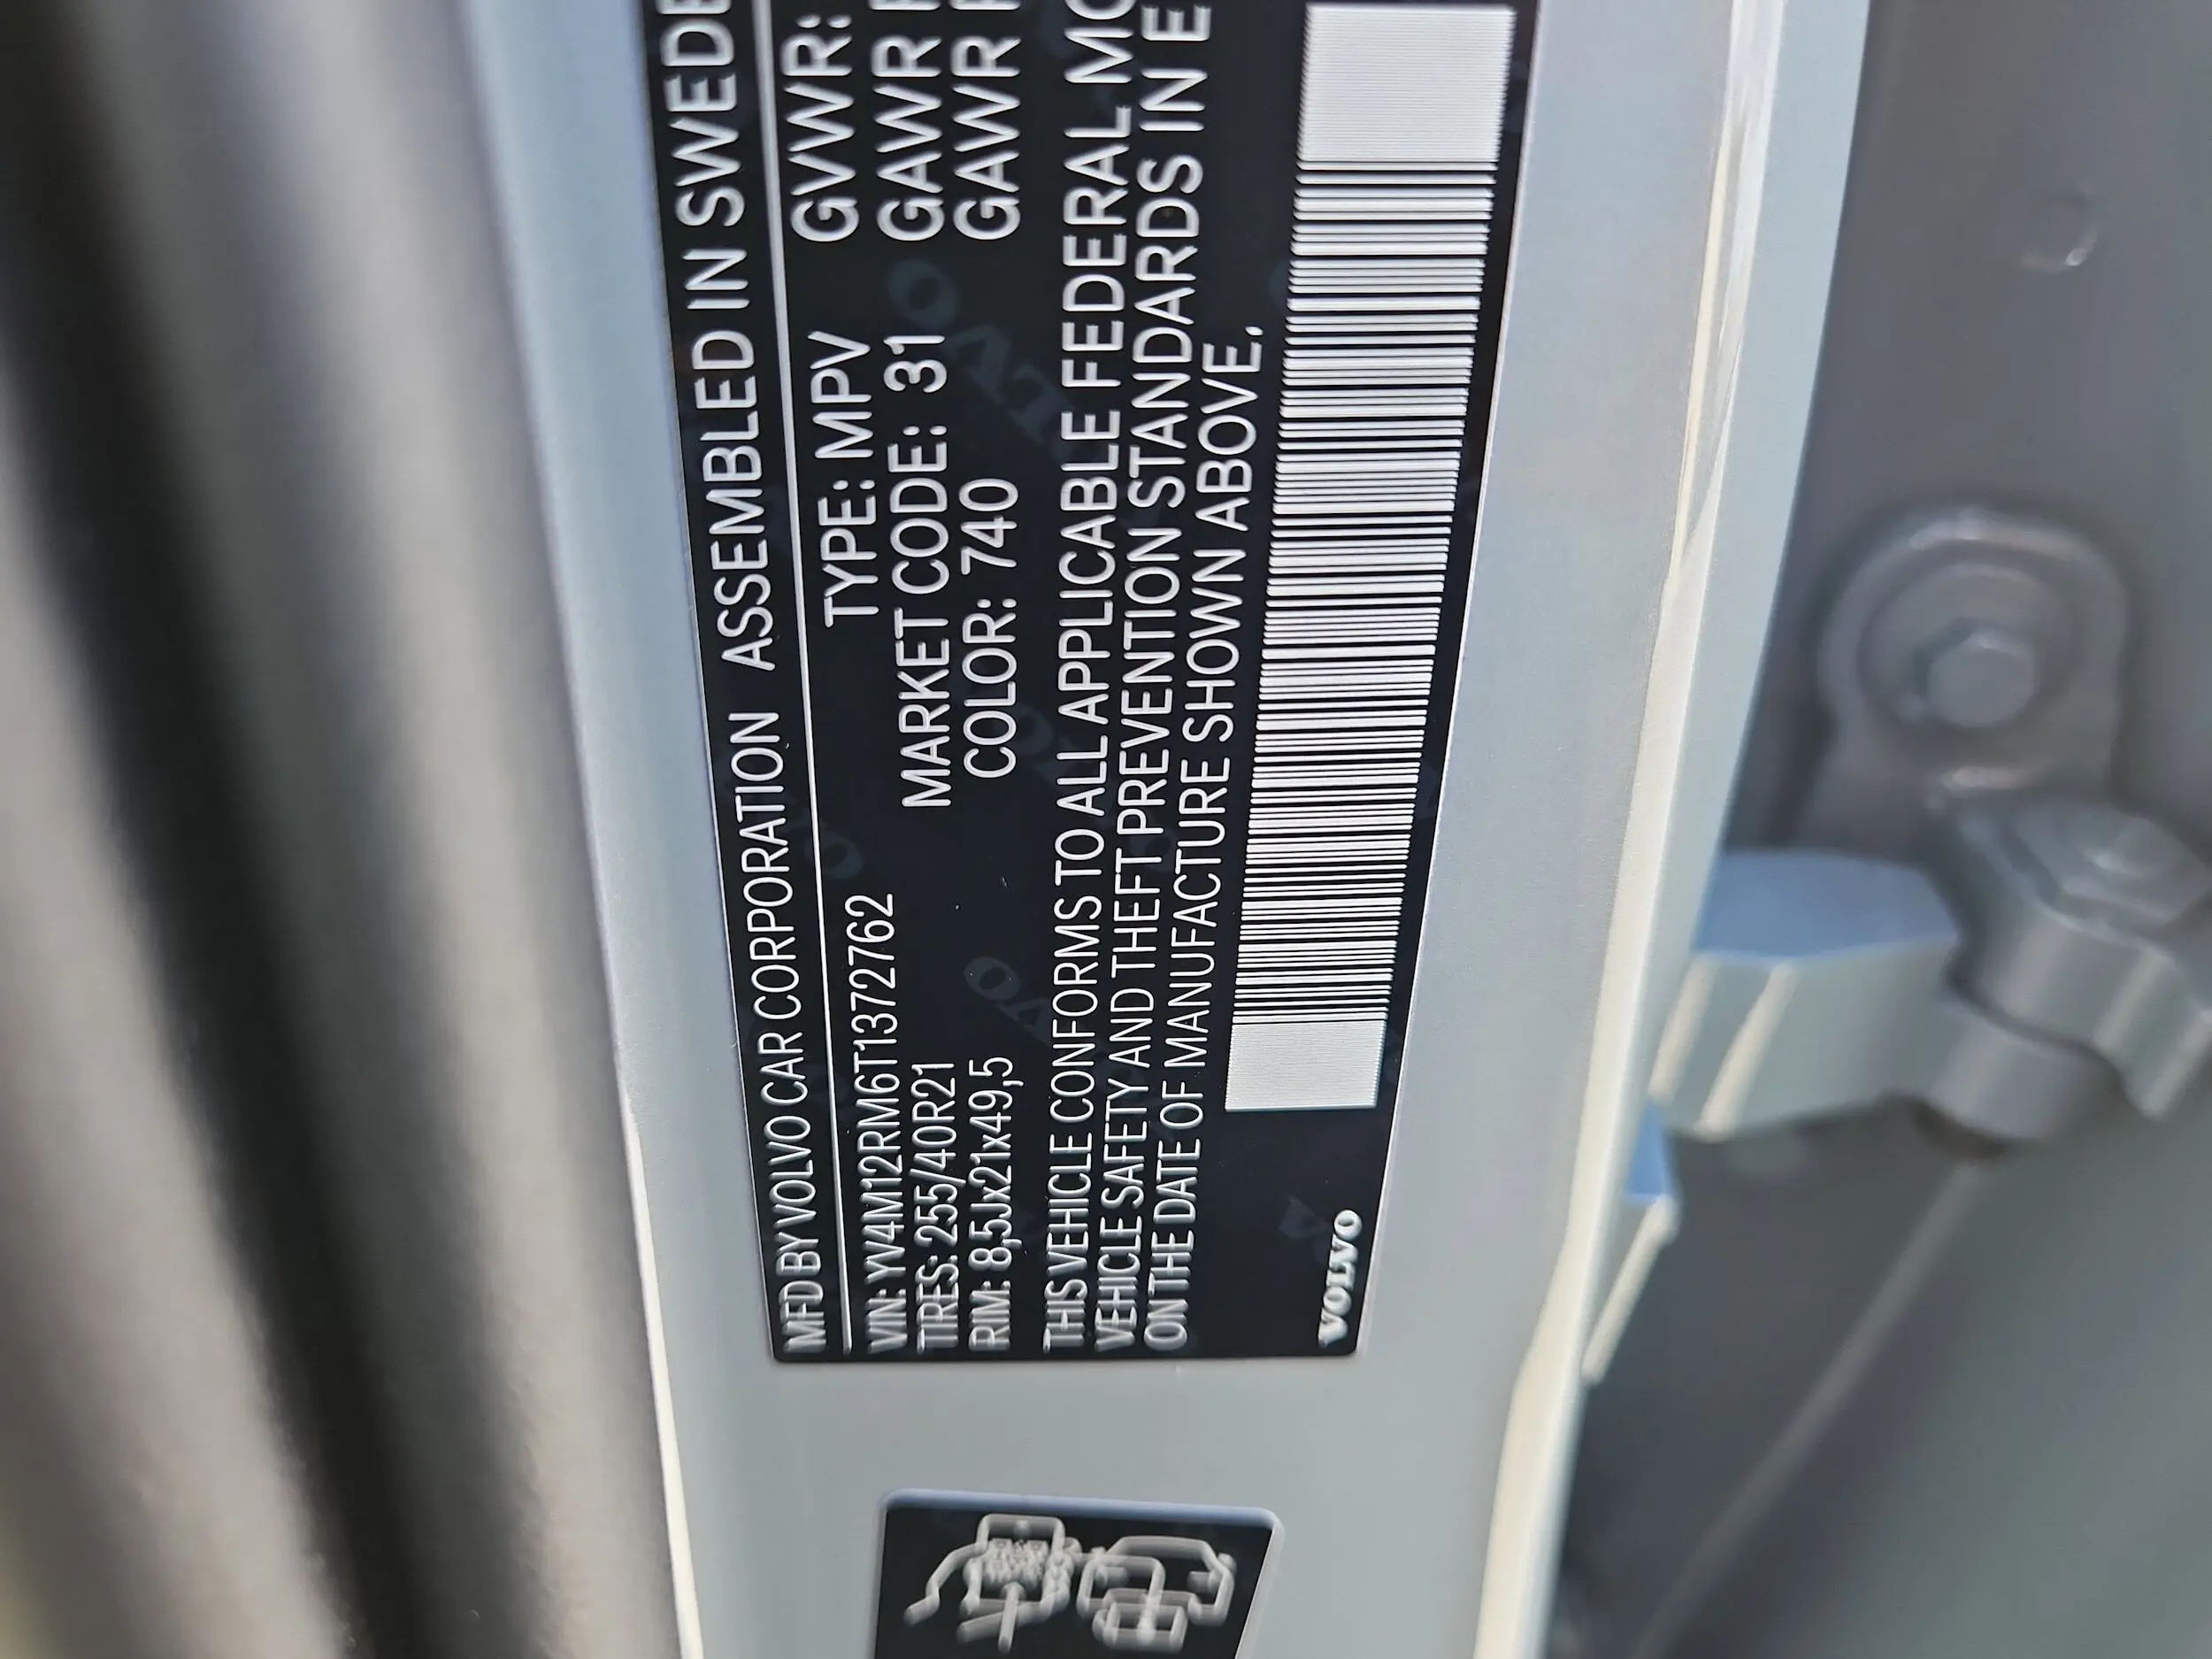 MFD BY VOLVO CAR CORPORATION ASSEMBLED IN SWEDE
VIN: YV4M12RM6T1372762 TYPE: MPV GVWR:
TIRES: 255/40R21 MARKET CODE: 31 GAWR
RIM: 8,5Jx21x49,5 COLOR: 740 GAWR
THIS VEHICLE CONFORMS TO ALL APPLICABLE FEDERAL MO
VEHICLE SAFETY AND THEFT PREVENTION STANDARDS IN E
ON THE DATE OF MANUFACTURE SHOWN ABOVE.
VOLVO